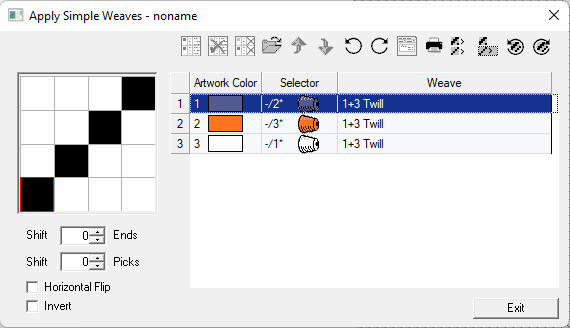 Apply Simple Weaves - noname
Artwork Color Selector Weave
1 1 -/2* 1+3 Twill
2 2 -/3* 1+3 Twill
3 3 -/1* 1+3 Twill
Shift 0 Ends
Shift 0 Picks
Horizontal Flip
Invert
Exit